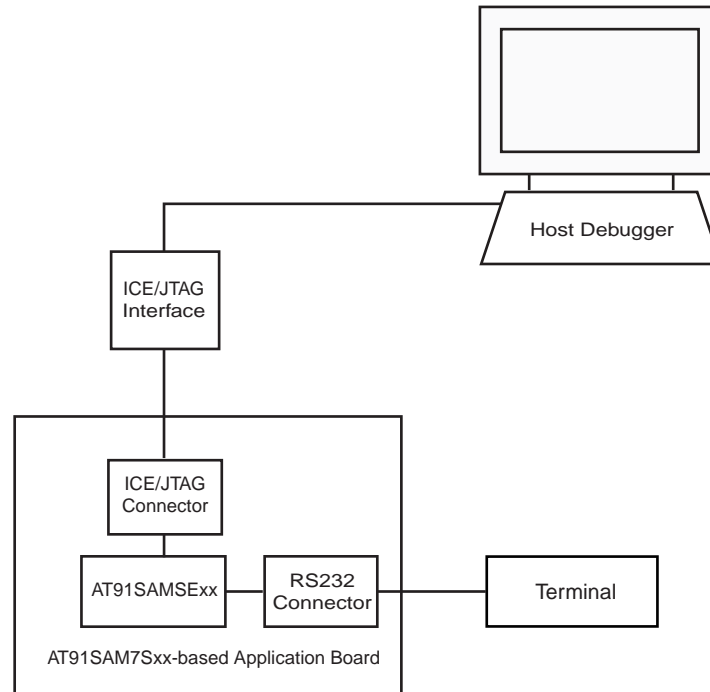 Host Debugger
ICE/JTAG
Interface
ICE/JTAG
Connector
AT91SAMSExx
RS232
Connector
Terminal
AT91SAM7Sxx-based Application Board